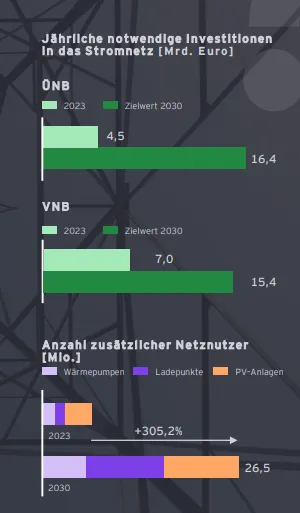 Jährliche notwendige Investitionen
in das Stromnetz [Mrd. Euro]
ÜNB
2023 Zielwert 2030
4,5
16,4
VNB
2023 Zielwert 2030
7,0
15,4
Anzahl zusätzlicher Netznutzer
[Mio.]
Wärmepumpen Ladepunkte PV-Anlagen
2023
+305,2%
26,5
2030